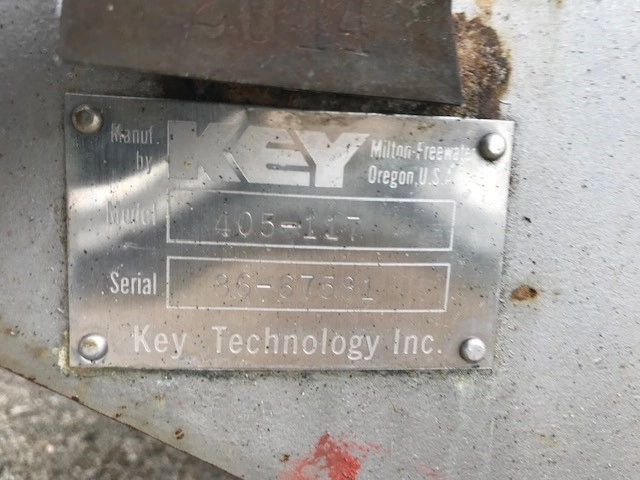 Manuf. by KEY Milton-Freewater
Oregon, U.S.A.
Model 405-117
Serial
Key Technology Inc.